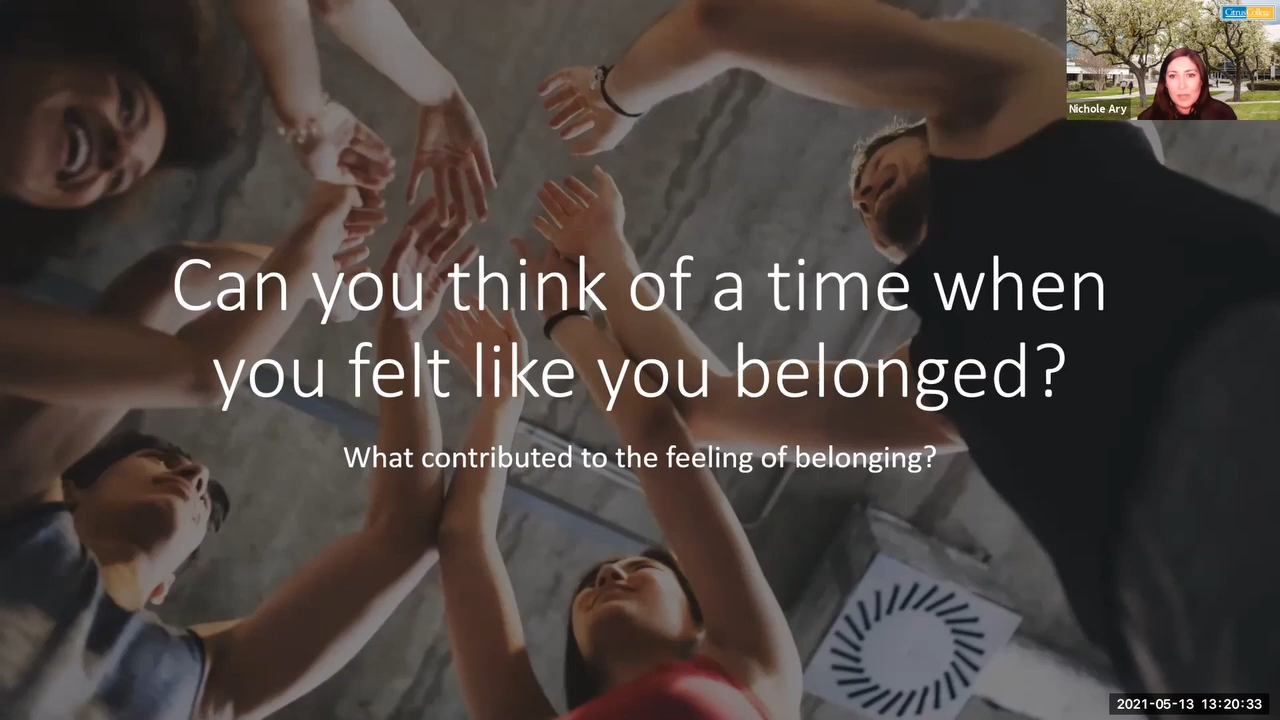 CitrusCollege
Nichole Ary
Can you think of a time when
you felt like you belonged?
What contributed to the feeling of belonging?
2021-05-13 13:20:33